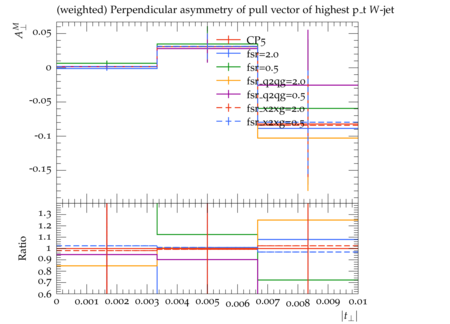 (weighted) Perpendicular asymmetry of pull vector of highest p_t W-jet
A_⊥^M
0.05
0
−0.05
−0.1
−0.15
CP5
fsr=2.0
fsr=0.5
fsr_q2qg=2.0
fsr_q2qg=0.5
fsr_x2xg=2.0
fsr_x2xg=0.5
Ratio
1.3
1.2
1.1
1
0.9
0.8
0.7
0.6
0 0.001 0.002 0.003 0.004 0.005 0.006 0.007 0.008 0.009 0.01
|t_⊥|